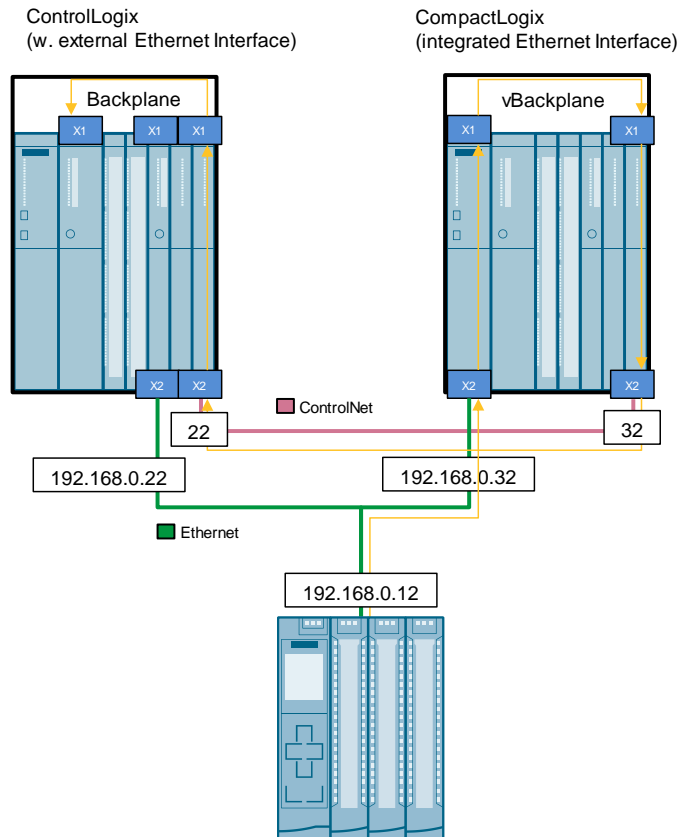 ControlLogix
(w. external Ethernet Interface)
CompactLogix
(integrated Ethernet Interface)
Backplane
vBackplane
X1
X1
X1
X1
X1
X2
X2
X2
X2
ControlNet
22
32
192.168.0.22
192.168.0.32
Ethernet
192.168.0.12